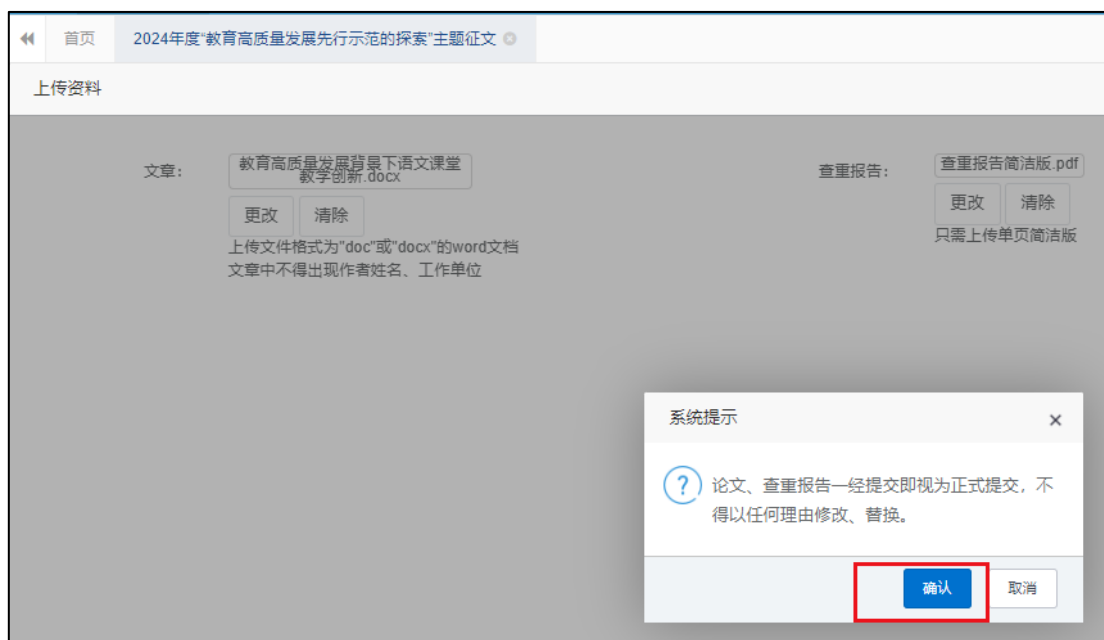 首页
2024年度“教育高质量发展先行示范的探索”主题征文
上传资料
文章：
教育高质量发展背景下语文课堂
教学创新.docx
更改
清除
上传文件格式为"doc"或"docx"的word文档
文章中不得出现作者姓名、工作单位
查重报告：
查重报告简洁版.pdf
更改
清除
只需上传单页简洁版
系统提示
论文、查重报告一经提交即视为正式提交，不
得以任何理由修改、替换。
确认
取消